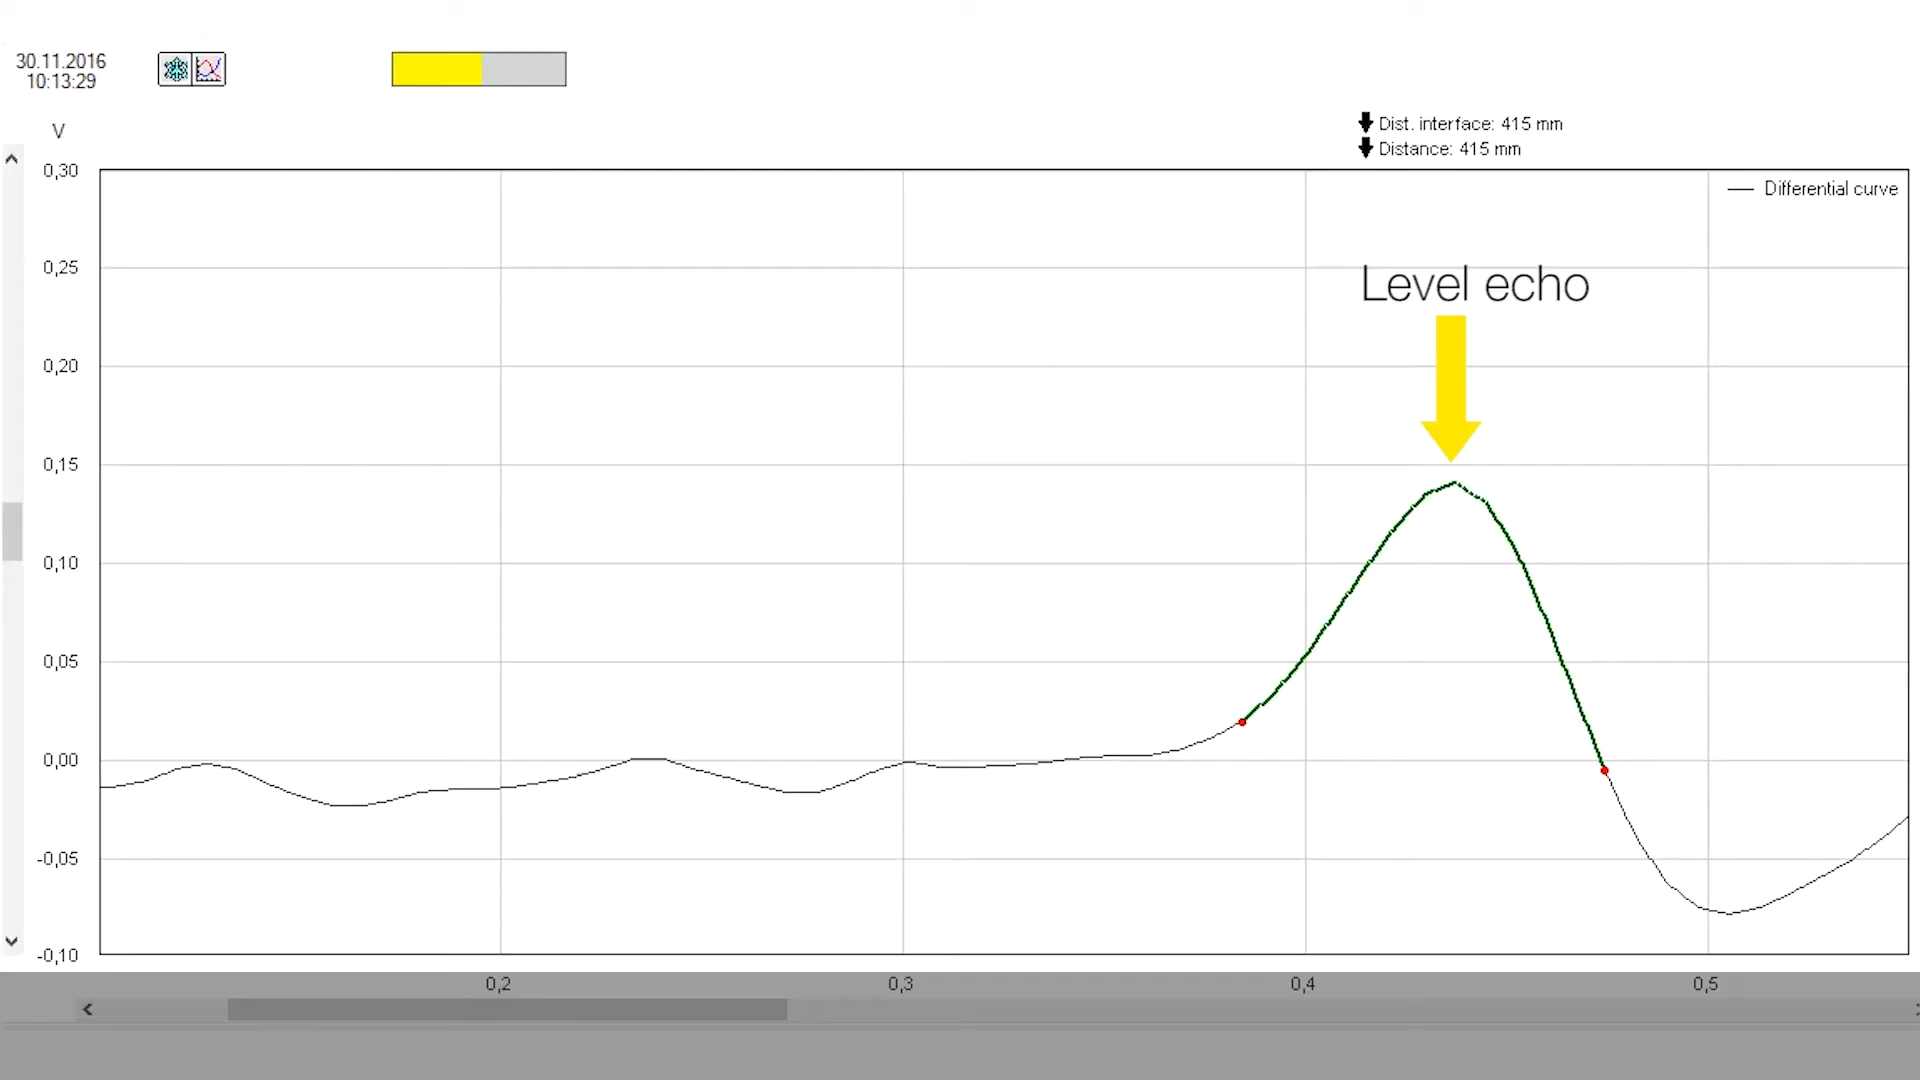 30.11.2016
10:13:29
Dist. interface: 415 mm
Distance: 415 mm
V
0,30
Differential curve
0,25
Level echo
0,20
0,15
0,10
0,05
0,00
-0,05
-0,10
0,2 0,3 0,4 0,5